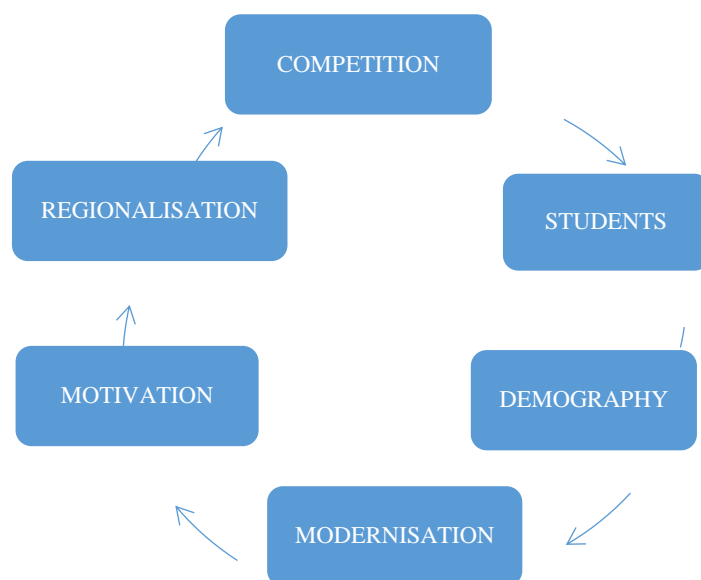 COMPETITION
STUDENTS
DEMOGRAPHY
MODERNISATION
MOTIVATION
REGIONALISATION